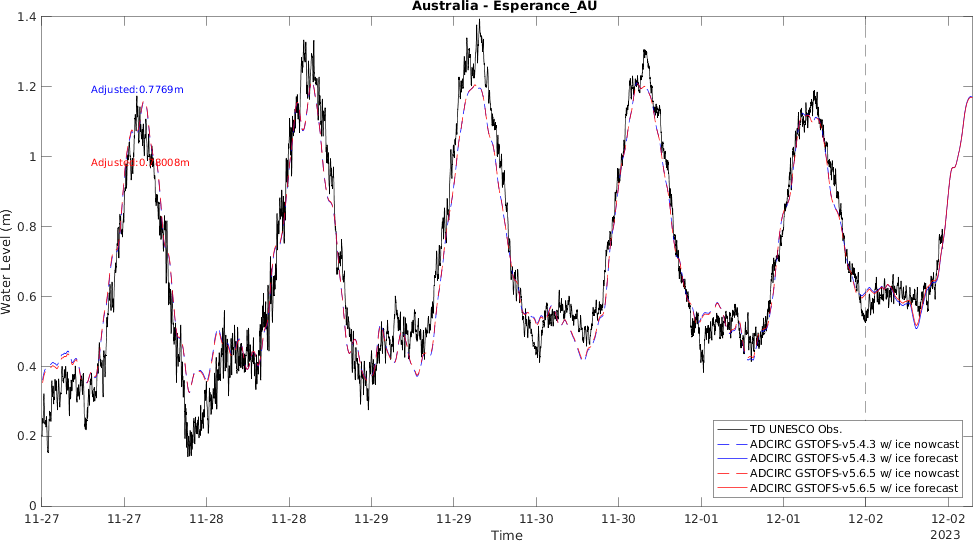 Australia - Esperance_AU
1.4
1.2
1
0.8
0.6
0.4
0.2
0
Water Level (m)
Adjusted:0.7769m
TD UNESCO Obs.
ADCIRC GSTOFS-v5.4.3 w/ ice nowcast
ADCIRC GSTOFS-v5.4.3 w/ ice forecast
ADCIRC GSTOFS-v5.6.5 w/ ice nowcast
ADCIRC GSTOFS-v5.6.5 w/ ice forecast
11-27 11-27 11-28 11-28 11-29 11-29 11-30 11-30 12-01 12-01 12-02 12-02
2023
Time